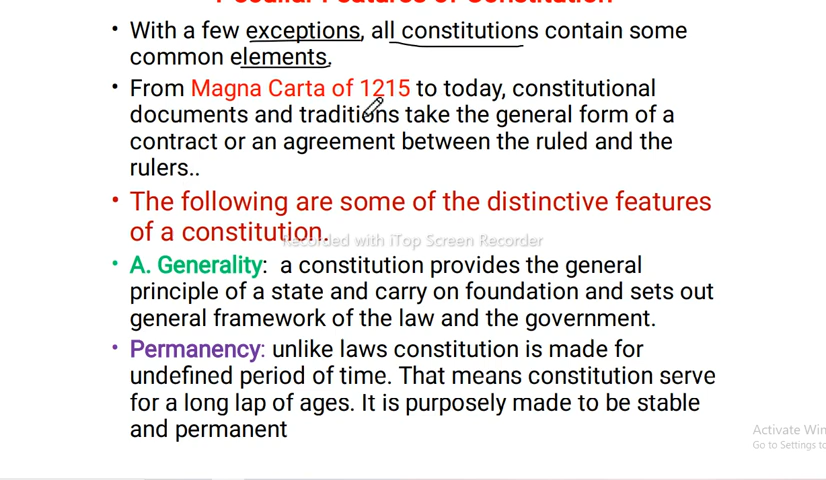 Peculiar Features of Constitution
• With a few exceptions, all constitutions contain some
common elements.
• From Magna Carta of 1215 to today, constitutional
documents and traditions take the general form of a
contract or an agreement between the ruled and the
rulers..
• The following are some of the distinctive features
of a constitution.
Recorded with iTop Screen Recorder
• A. Generality: a constitution provides the general
principle of a state and carry on foundation and sets out
general framework of the law and the government.
• Permanency: unlike laws constitution is made for
undefined period of time. That means constitution serve
for a long lap of ages. It is purposely made to be stable
and permanent
Activate Win
Go to Settings to